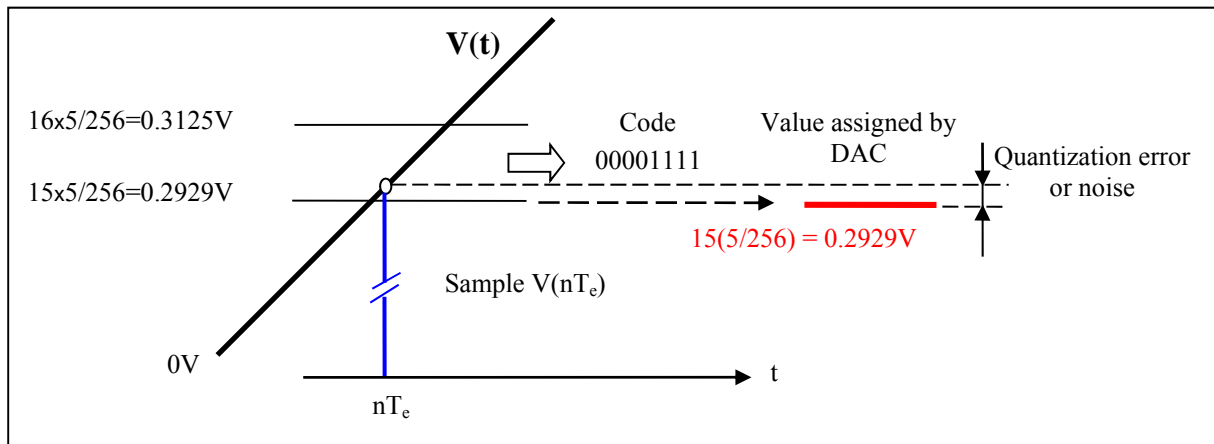 V(t)
16x5/256=0.3125V
Code
00001111
Value assigned by
DAC
Quantization error
or noise
15x5/256=0.2929V
15(5/256) = 0.2929V
Sample V(nTₑ)
0V
t
nTₑ